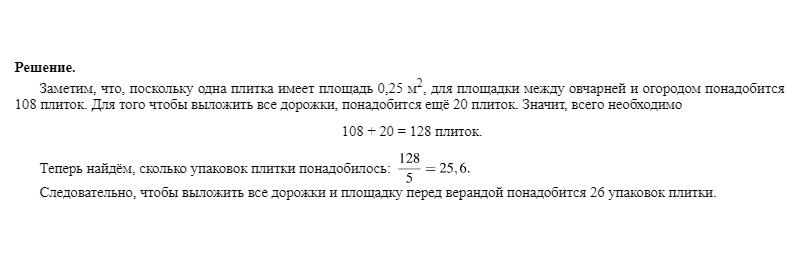 Решение.
Заметим, что, поскольку одна плитка имеет площадь 0,25 м², для площадки между овчарней и огородом понадобится
108 плиток. Для того чтобы выложить все дорожки, понадобится ещё 20 плиток. Значит, всего необходимо
108 + 20 = 128 плиток.
Теперь найдём, сколько упаковок плитки понадобилось: 128/5 = 25,6.
Следовательно, чтобы выложить все дорожки и площадку перед верандой понадобится 26 упаковок плитки.